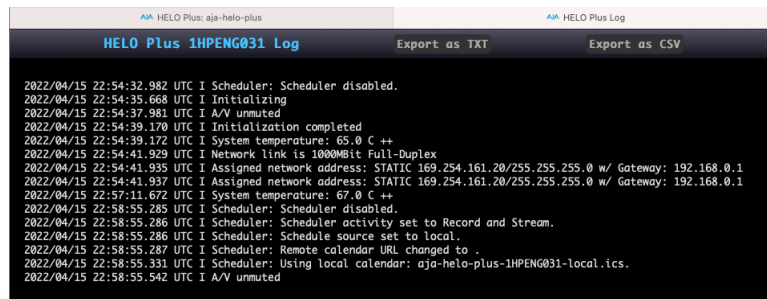 AJA HELO Plus: aja-helo-plus
AJA HELO Plus Log
HELO Plus 1HPENG031 Log Export as TXT Export as CSV
2022/04/15 22:54:32.982 UTC I Scheduler: Scheduler disabled.
2022/04/15 22:54:35.668 UTC I Initializing
2022/04/15 22:54:37.981 UTC I A/V unmuted
2022/04/15 22:54:39.170 UTC I Initialization completed
2022/04/15 22:54:39.172 UTC I System temperature: 65.0 C ++
2022/04/15 22:54:41.929 UTC I Network link is 1000MBit Full-Duplex
2022/04/15 22:54:41.935 UTC I Assigned network address: STATIC 169.254.161.20/255.255.255.0 w/ Gateway: 192.168.0.1
2022/04/15 22:54:41.937 UTC I Assigned network address: STATIC 169.254.161.20/255.255.255.0 w/ Gateway: 192.168.0.1
2022/04/15 22:57:11.672 UTC I System temperature: 67.0 C ++
2022/04/15 22:58:55.285 UTC I Scheduler: Scheduler disabled.
2022/04/15 22:58:55.286 UTC I Scheduler: Scheduler activity set to Record and Stream.
2022/04/15 22:58:55.286 UTC I Scheduler: Schedule source set to local.
2022/04/15 22:58:55.287 UTC I Scheduler: Remote calendar URL changed to .
2022/04/15 22:58:55.331 UTC I Scheduler: Using local calendar: aja-helo-plus-1HPENG031-local.ics.
2022/04/15 22:58:55.542 UTC I A/V unmuted